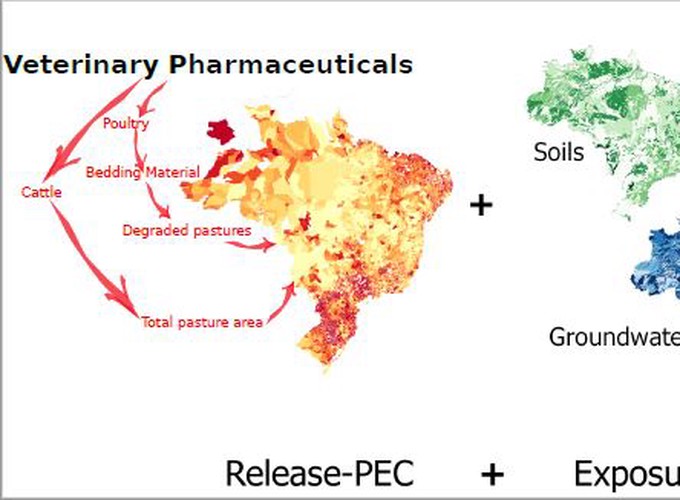 Veterinary Pharmaceuticals
Poultry
Bedding Material
Cattle
Degraded pastures
Total pasture area
+
Soils
Groundwate
Release-PEC + Exposu